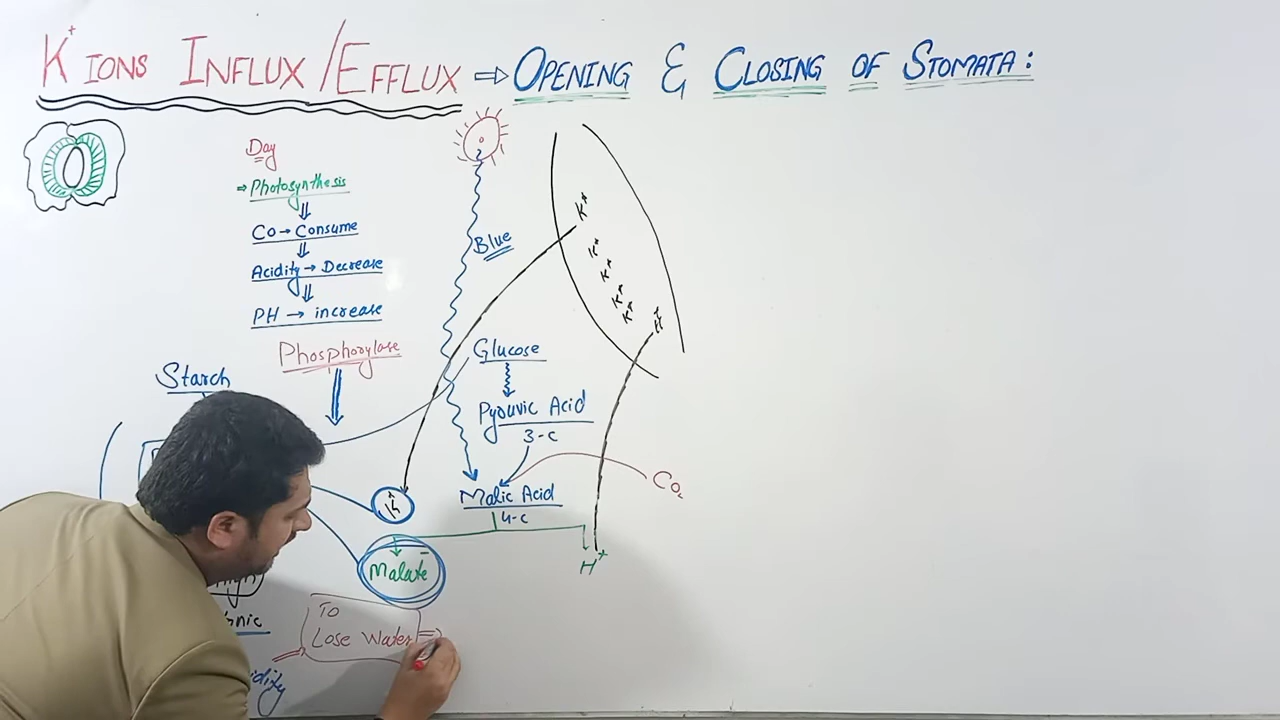 K+ IONS INFLUX/EFFLUX ⇒ OPENING & CLOSING OF STOMATA:
Day
⇒ Photosynthesis
⇓
CO → Consume
⇓
Acidity → Decrease
⇓
PH → increase
Phosphorylase
Starch
Blue
K+
K+
K+
K+
K+
K+
Glucose
Pyruvic Acid
3-c
CO2
Malic Acid
4-c
K+
Malate-
H+
To
Lose Water ⇒